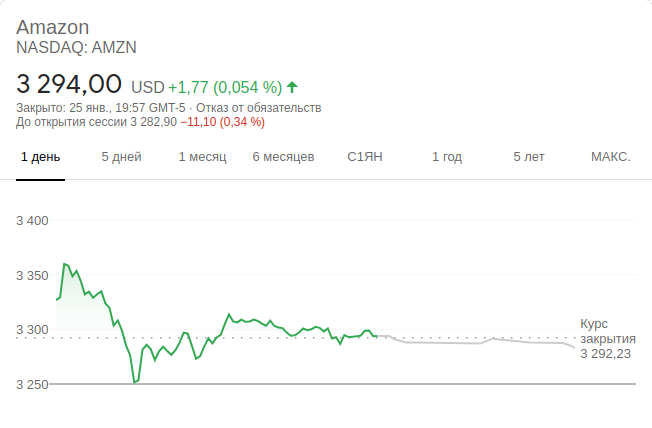 Amazon
NASDAQ: AMZN
3 294,00 USD +1,77 (0,054 %)
Закрыто: 25 янв., 19:57 GMT-5 · Отказ от обязательств
До открытия сессии 3 282,90 −11,10 (0,34 %)
1 день 5 дней 1 месяц 6 месяцев С1ЯН 1 год 5 лет МАКС.
3 400
3 350
3 300
3 250
Курс
закрытия
3 292,23